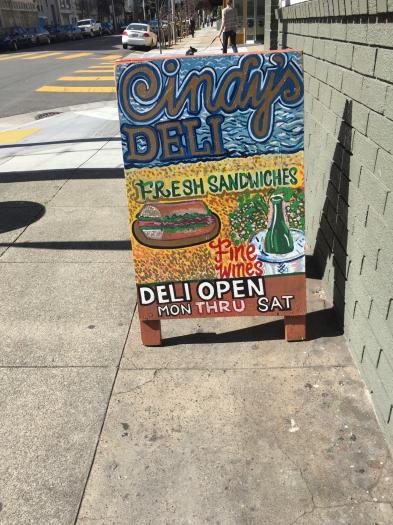 Cindy's
DELI
FRESH SANDWICHES
Fine
Wines
DELI OPEN
MON THRU SAT